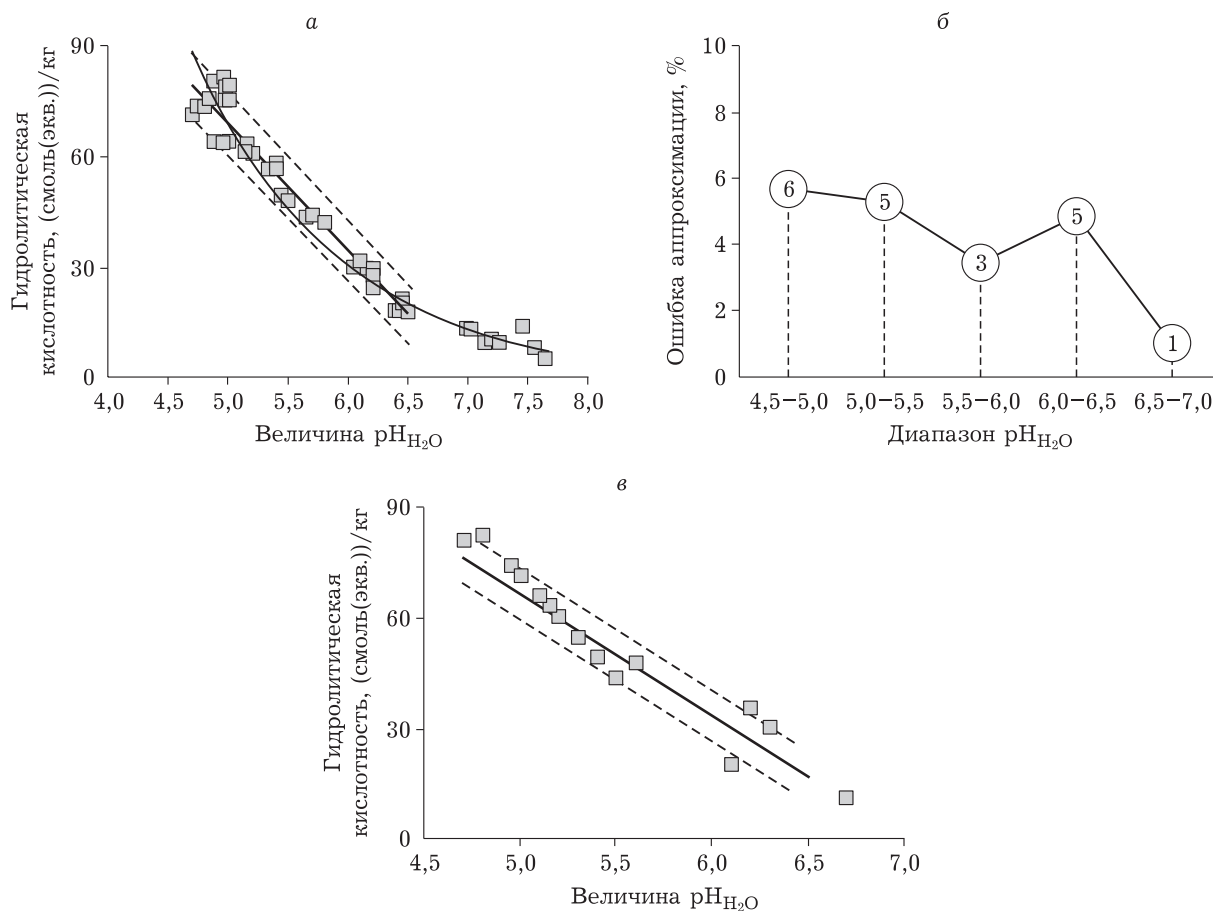 а
90
60
30
0
4,0 4,5 5,0 5,5 6,0 6,5 7,0 7,5 8,0
Величина pH_H₂O
Гидролитическая
кислотность, (смоль(экв.))/кг
б
10
8
6
4
2
0
6
5
3
5
1
4,5−5,0 5,0−5,5 5,5−6,0 6,0−6,5 6,5−7,0
Диапазон pH_H₂O
Ошибка аппроксимации, %
в
90
60
30
0
4,5 5,0 5,5 6,0 6,5 7,0
Величина pH_H₂O
Гидролитическая
кислотность, (смоль(экв.))/кг